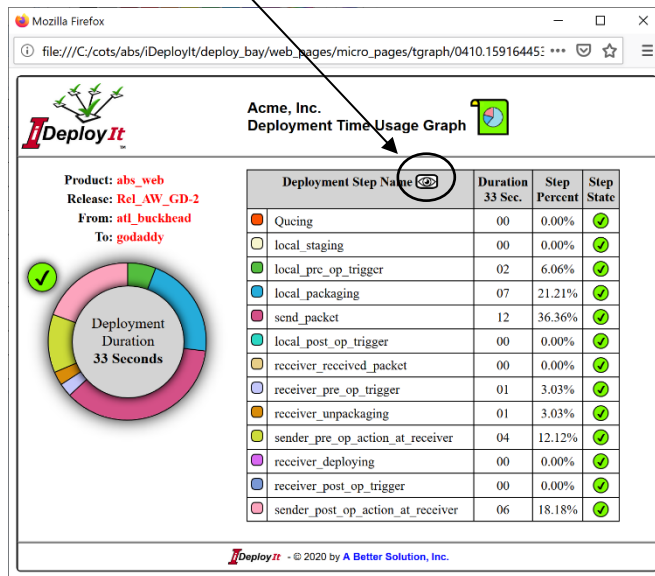 Mozilla Firefox
file:///C:/cots/abs/iDeployIt/deploy_bay/web_pages/micro_pages/tgraph/0410.159164453
IDeployIt
Acme, Inc.
Deployment Time Usage Graph
Product: abs_web
Release: Rel_AW_GD-2
From: atl_buckhead
To: godaddy
Deployment
Duration
33 Seconds
Deployment Step Name Duration 33 Sec. Step Percent Step State
Qucing 00 0.00%
local_staging 00 0.00%
local_pre_op_trigger 02 6.06%
local_packaging 07 21.21%
send_packet 12 36.36%
local_post_op_trigger 00 0.00%
receiver_received_packet 00 0.00%
receiver_pre_op_trigger 01 3.03%
receiver_unpackaging 01 3.03%
sender_pre_op_action_at_receiver 04 12.12%
receiver_deploying 00 0.00%
receiver_post_op_trigger 00 0.00%
sender_post_op_action_at_receiver 06 18.18%
IDeployIt - © 2020 by A Better Solution, Inc.